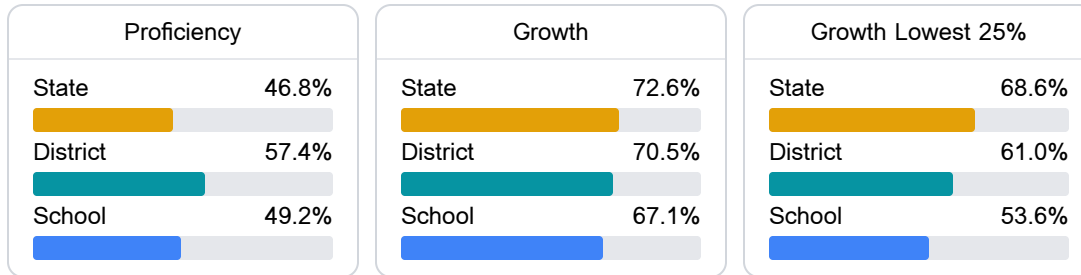 Proficiency
State 46.8%
District 57.4%
School 49.2%
Growth
State 72.6%
District 70.5%
School 67.1%
Growth Lowest 25%
State 68.6%
District 61.0%
School 53.6%